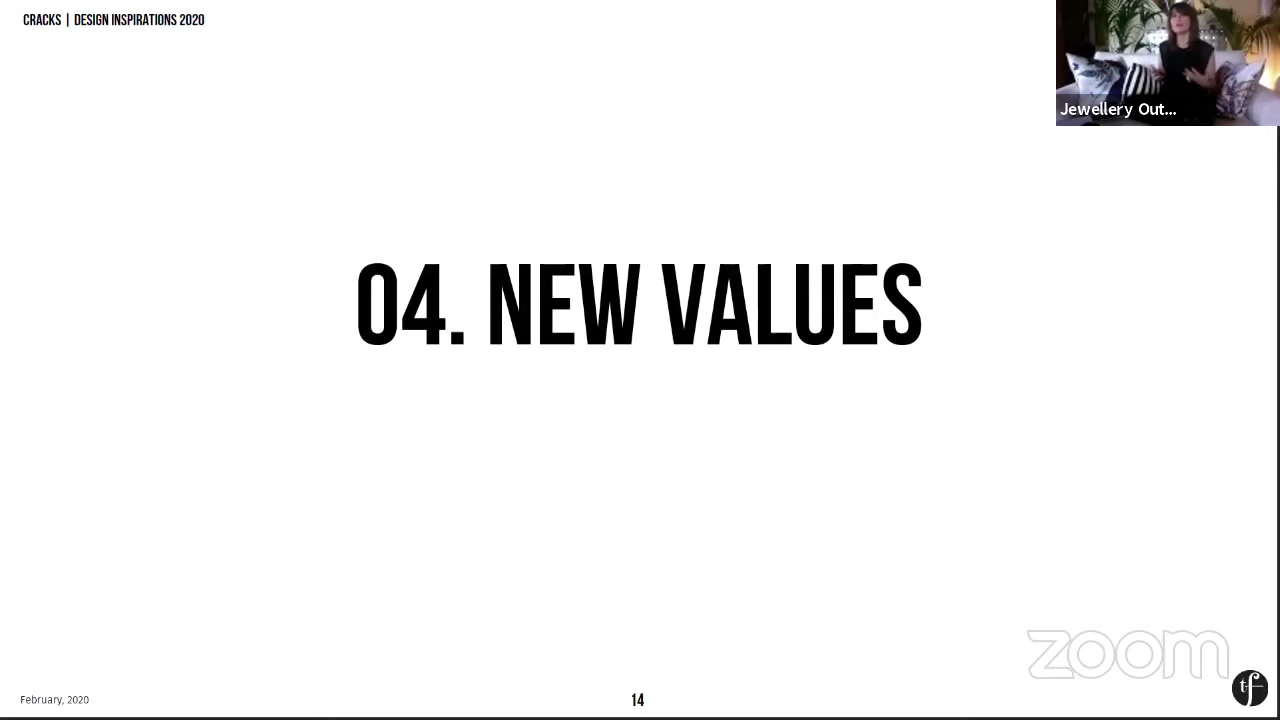 CRACKS | DESIGN INSPIRATIONS 2020
Jewellery Out...
04. NEW VALUES
zoom
February, 2020
14
tf